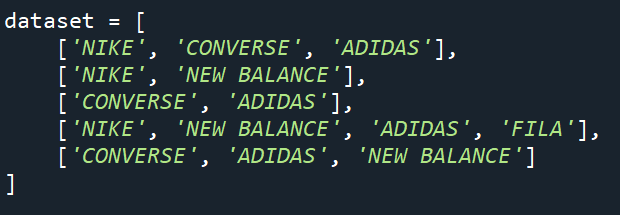 dataset = [
    ['NIKE', 'CONVERSE', 'ADIDAS'],
    ['NIKE', 'NEW BALANCE'],
    ['CONVERSE', 'ADIDAS'],
    ['NIKE', 'NEW BALANCE', 'ADIDAS', 'FILA'],
    ['CONVERSE', 'ADIDAS', 'NEW BALANCE']
]